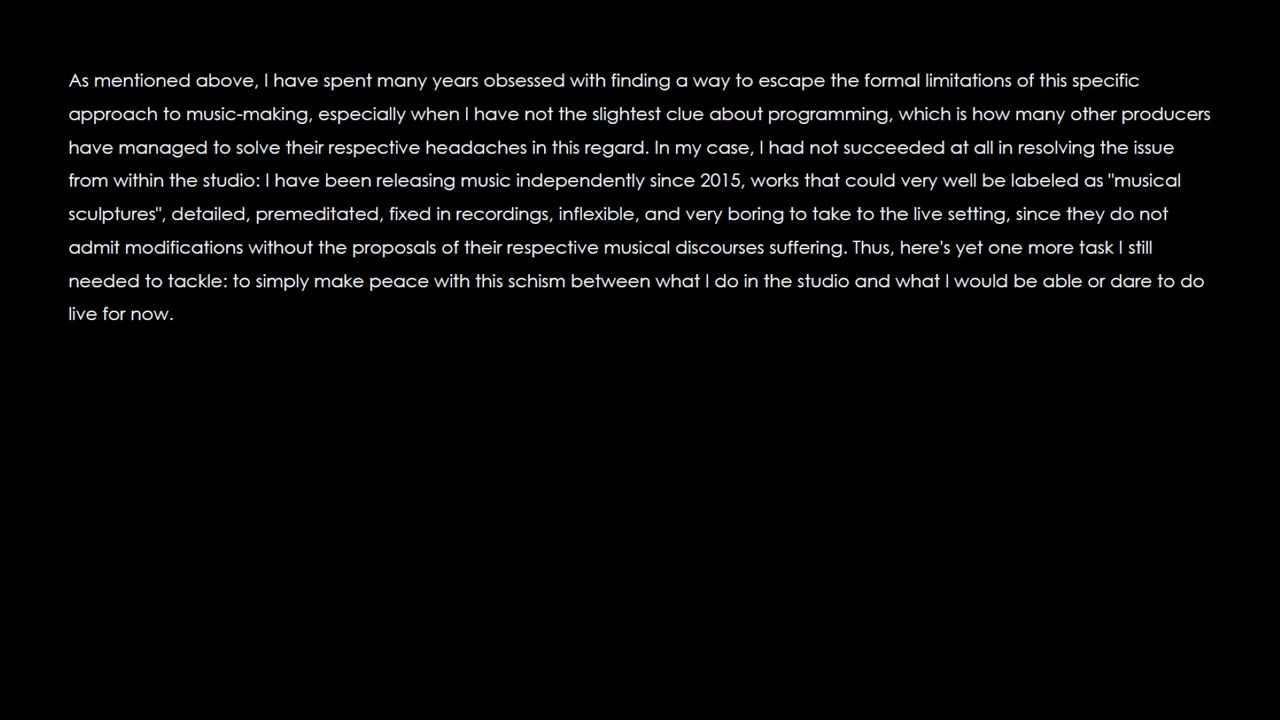 As mentioned above, I have spent many years obsessed with finding a way to escape the formal limitations of this specific
approach to music-making, especially when I have not the slightest clue about programming, which is how many other producers
have managed to solve their respective headaches in this regard. In my case, I had not succeeded at all in resolving the issue
from within the studio: I have been releasing music independently since 2015, works that could very well be labeled as "musical
sculptures", detailed, premeditated, fixed in recordings, inflexible, and very boring to take to the live setting, since they do not
admit modifications without the proposals of their respective musical discourses suffering. Thus, here's yet one more task I still
needed to tackle: to simply make peace with this schism between what I do in the studio and what I would be able or dare to do
live for now.